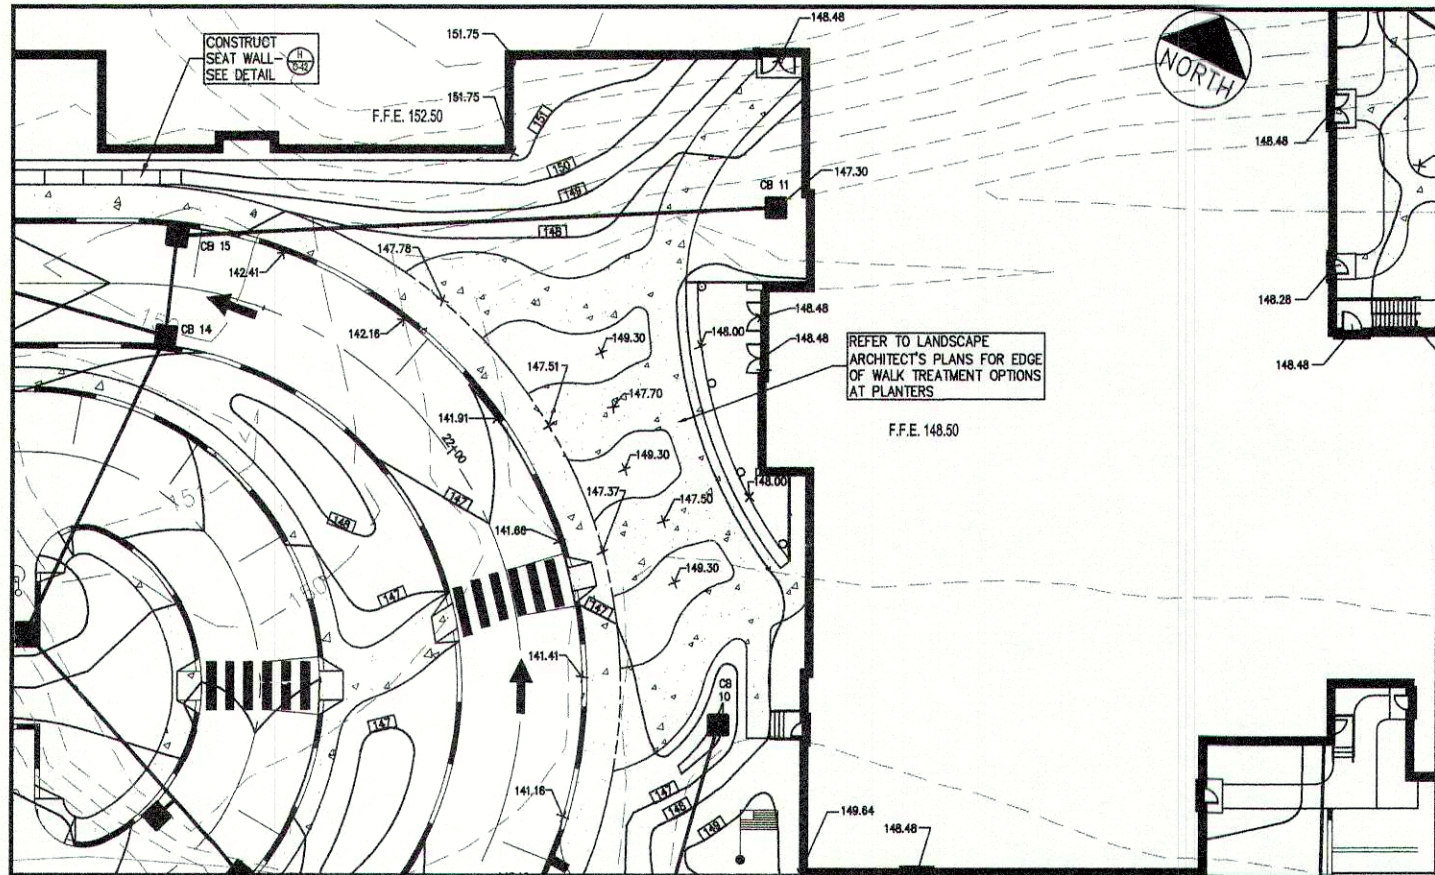 148.48
151.75
CONSTRUCT
SEAT WALL-
SEE DETAIL
H
NORTH
151.75
F.F.E. 152.50
151
148.48
150
147.30
149
CB 11
148
CB 15
147.78
142.41
148.28
CB 14
148.48
142.16
149.30
148.00
148.48
REFER TO LANDSCAPE
ARCHITECT'S PLANS FOR EDGE
OF WALK TREATMENT OPTIONS
AT PLANTERS
147.51
148.48
147.70
141.91
F.F.E. 148.50
22+00
149.30
147
147.37
148.00
151
147.50
148
141.66
149.30
150
147
147
141.41
CB
10
147
147
141.16
148
149.64
149
148.48